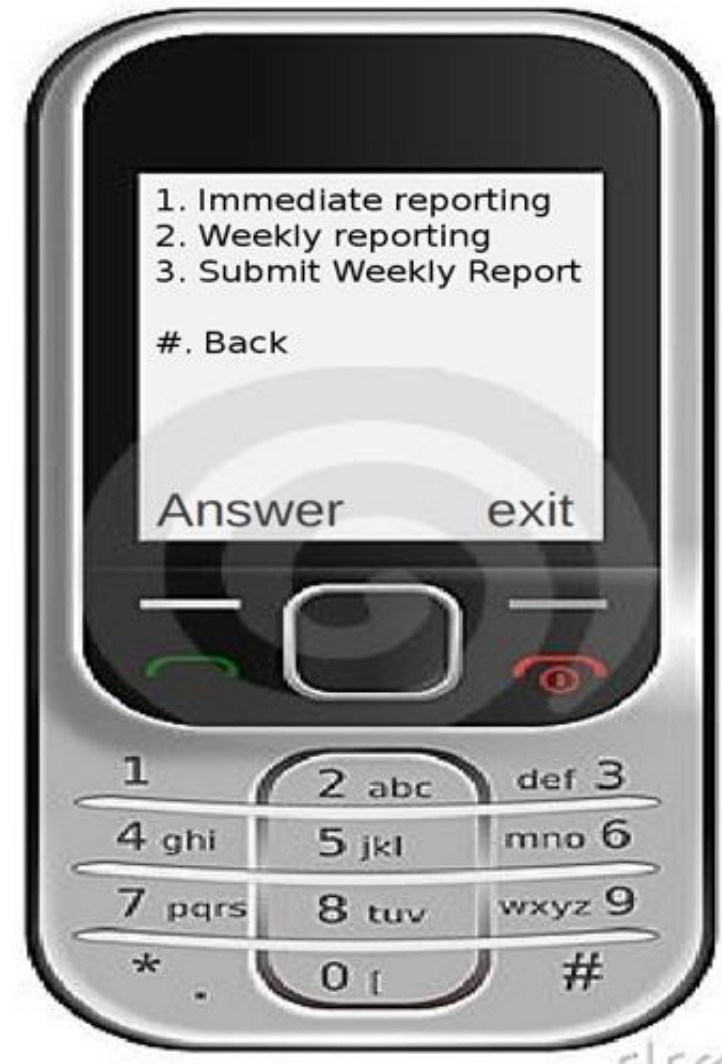 1. Immediate reporting
2. Weekly reporting
3. Submit Weekly Report
#. Back
Answer exit
1 2 abc def 3
4 ghi 5 jkl mno 6
7 pqrs 8 tuv wxyz 9
* . 0 [ #